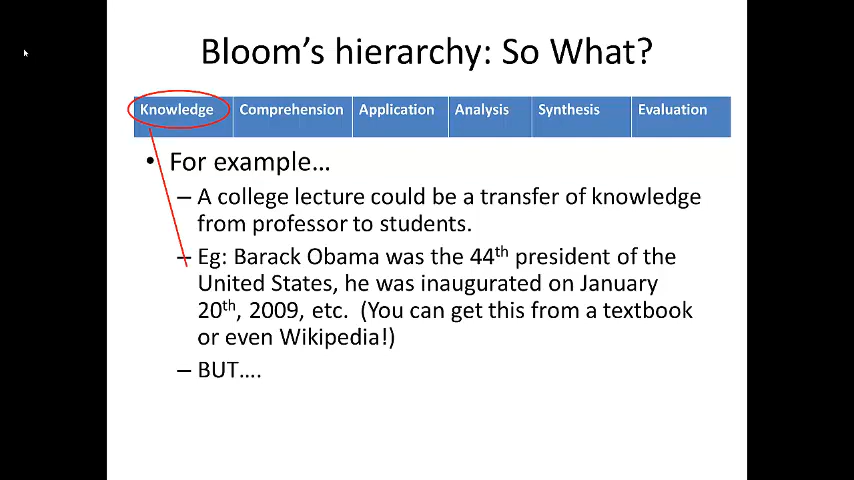 Bloom's hierarchy: So What?
Knowledge Comprehension Application Analysis Synthesis Evaluation
• For example…
– A college lecture could be a transfer of knowledge
from professor to students.
– Eg: Barack Obama was the 44th president of the
United States, he was inaugurated on January
20th, 2009, etc. (You can get this from a textbook
or even Wikipedia!)
– BUT….